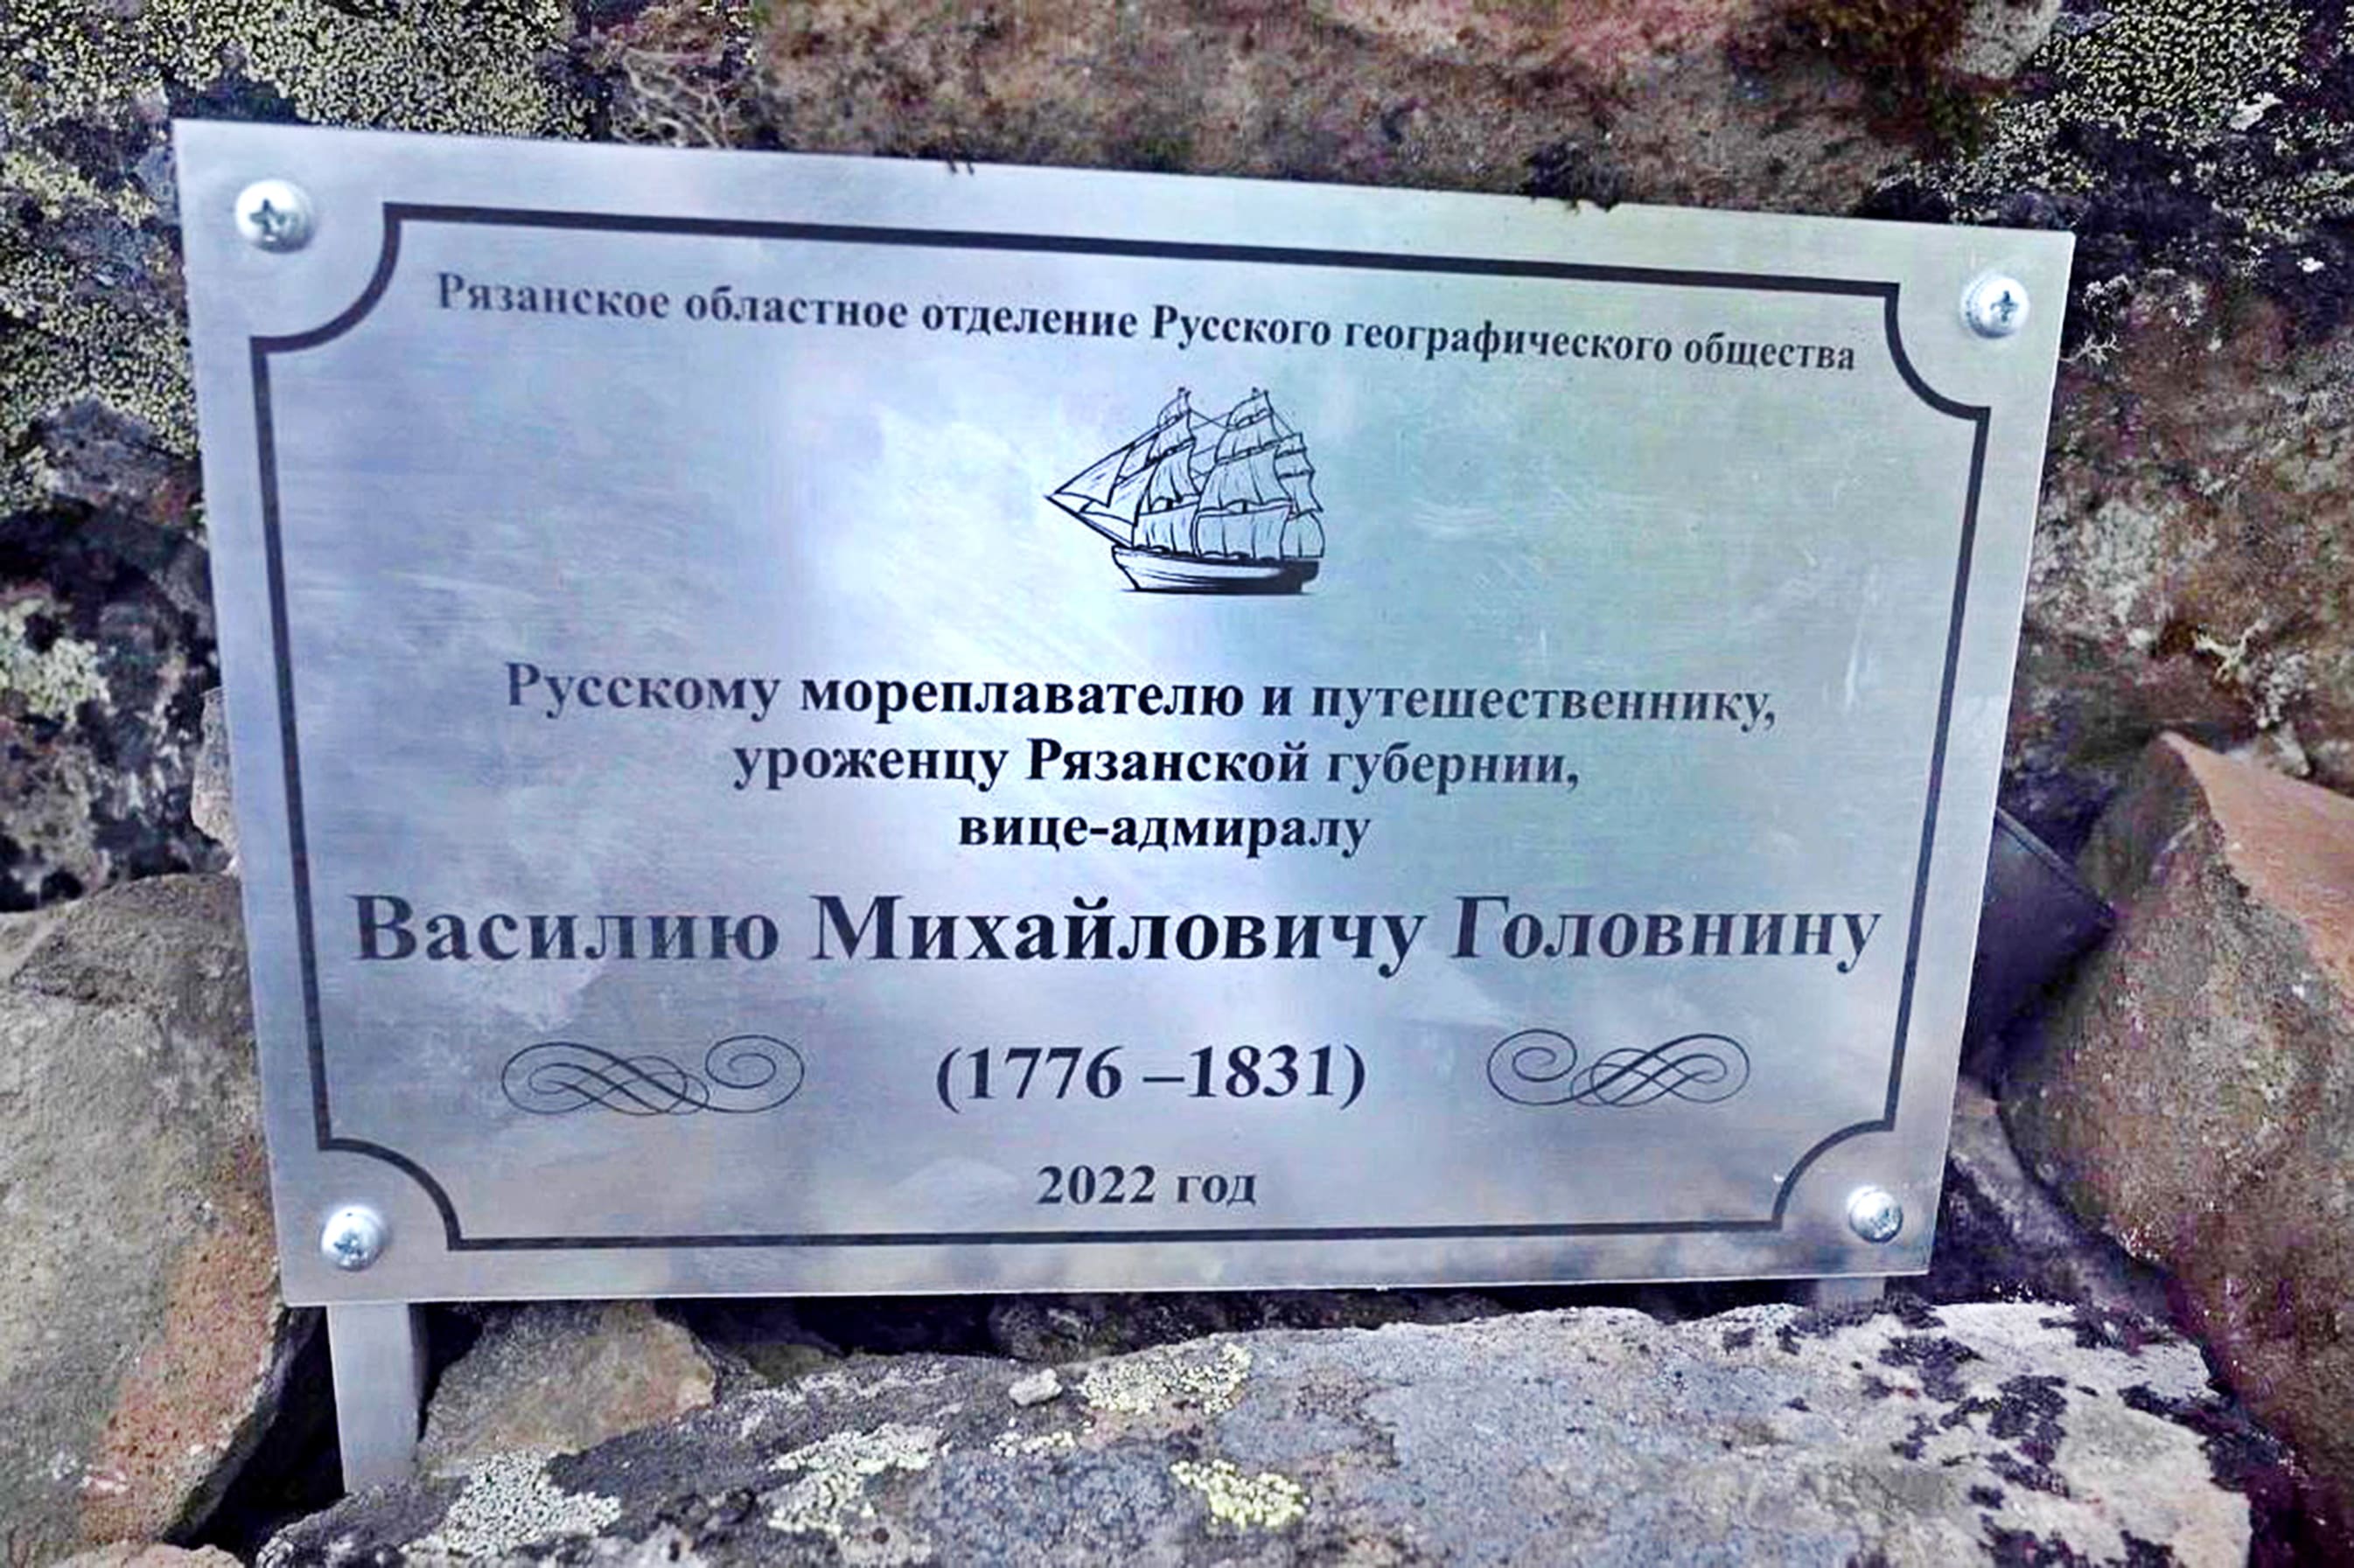 Рязанское областное отделение Русского географического общества
Русскому мореплавателю и путешественнику,
уроженцу Рязанской губернии,
вице-адмиралу
Василию Михайловичу Головнину
(1776 –1831)
2022 год